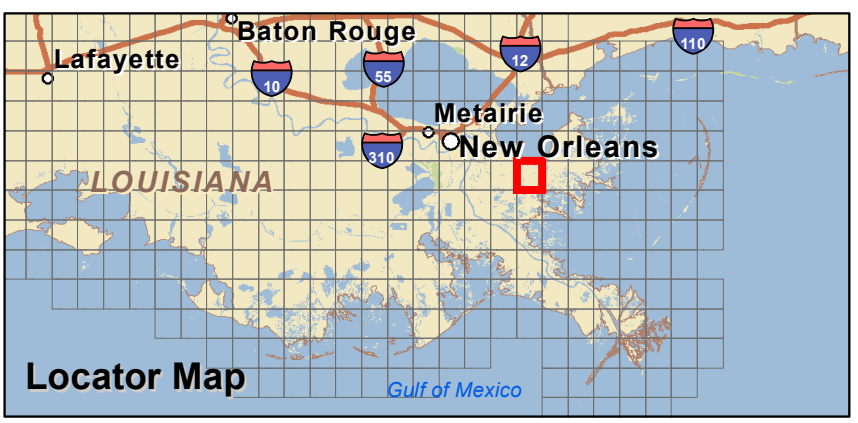 Baton Rouge
Lafayette
12
110
10
55
Metairie
310
New Orleans
LOUISIANA
Locator Map
Gulf of Mexico